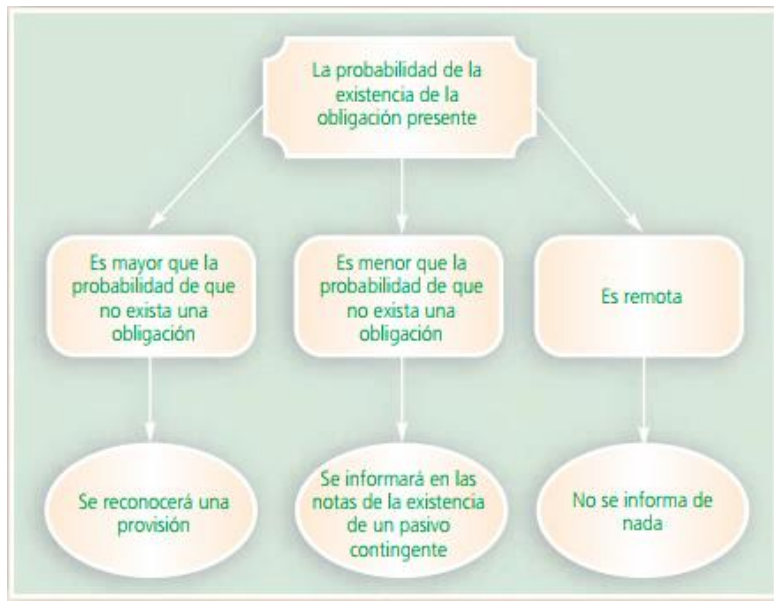 La probabilidad de la
existencia de la
obligación presente
Es mayor que la
probabilidad de que
no exista una
obligación
Es menor que la
probabilidad de que
no exista una
obligación
Es remota
Se reconocerá una
provisión
Se informará en las
notas de la existencia
de un pasivo
contingente
No se informa de
nada